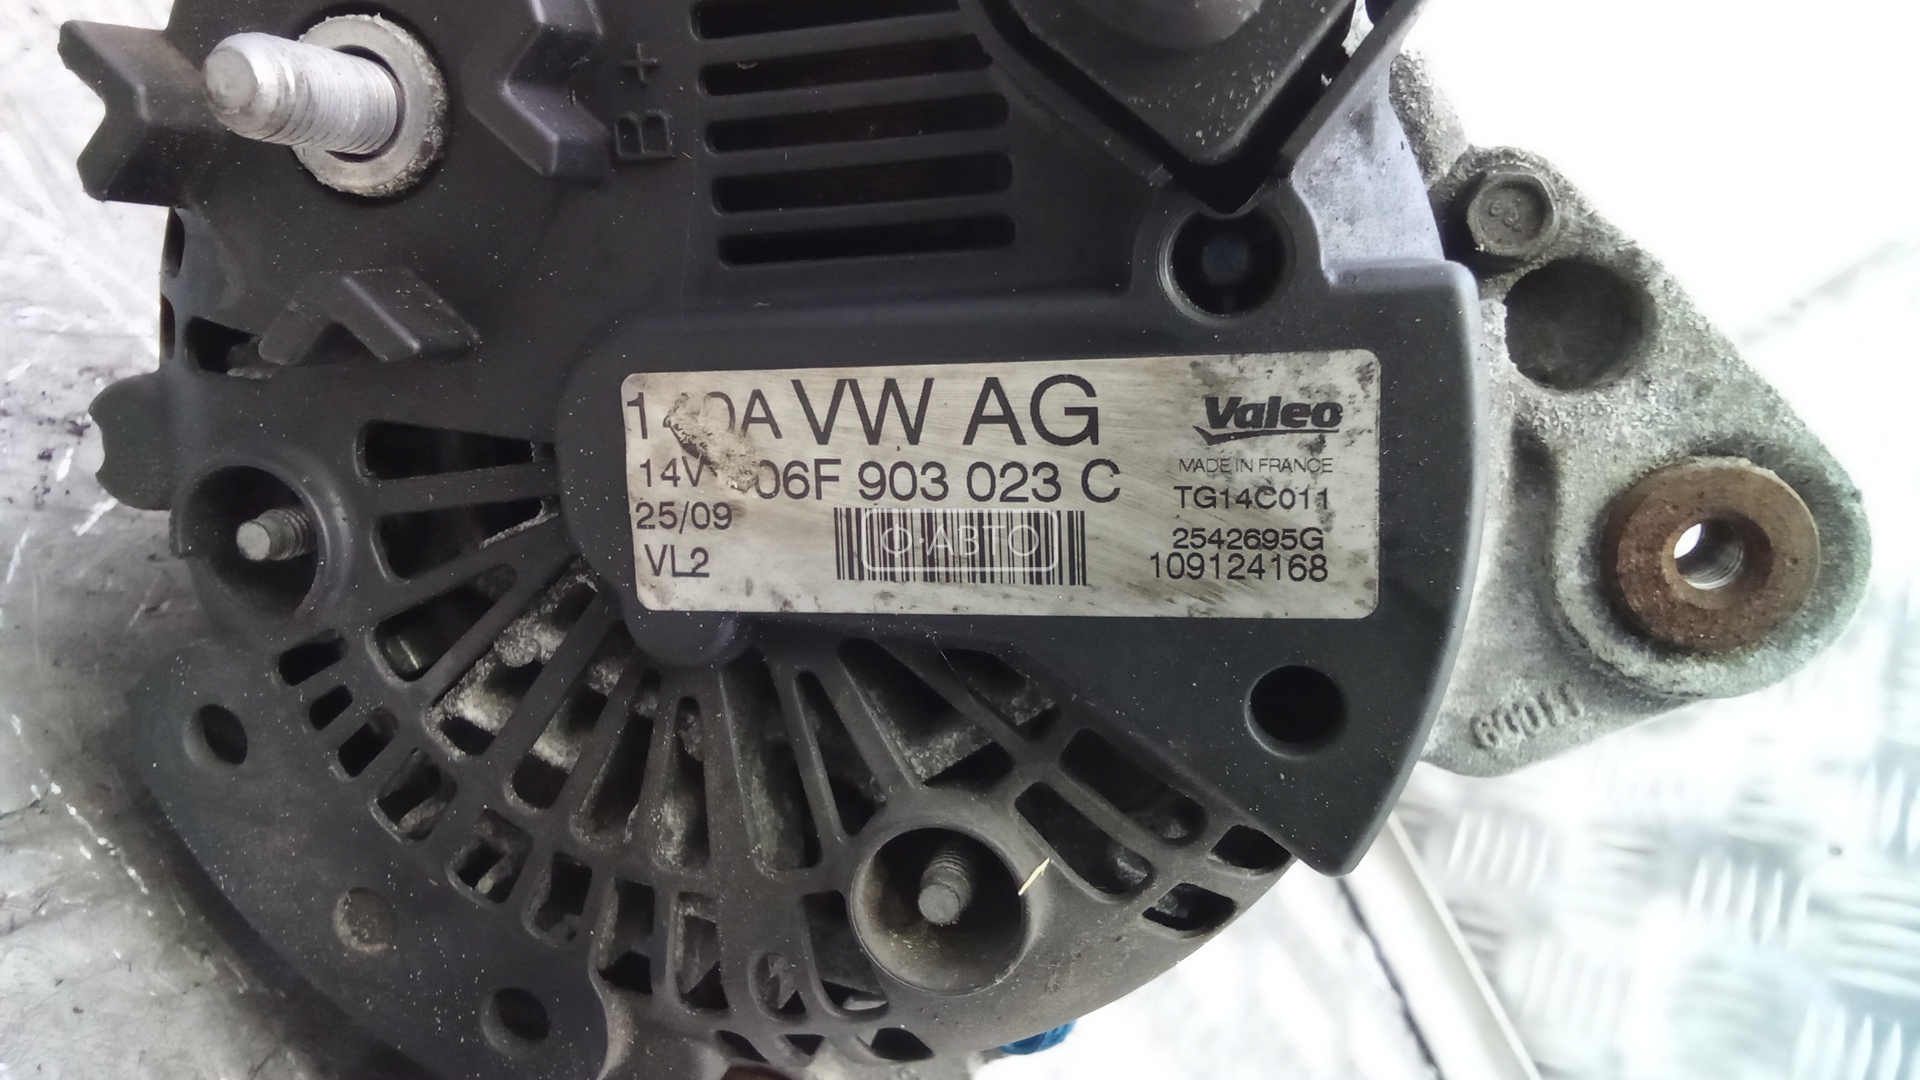 B+
VW AG
14V 06F 903 023 C
25/09
VL2
Valeo
MADE IN FRANCE
TG14C011
2542695G
109124168
О·АВТО